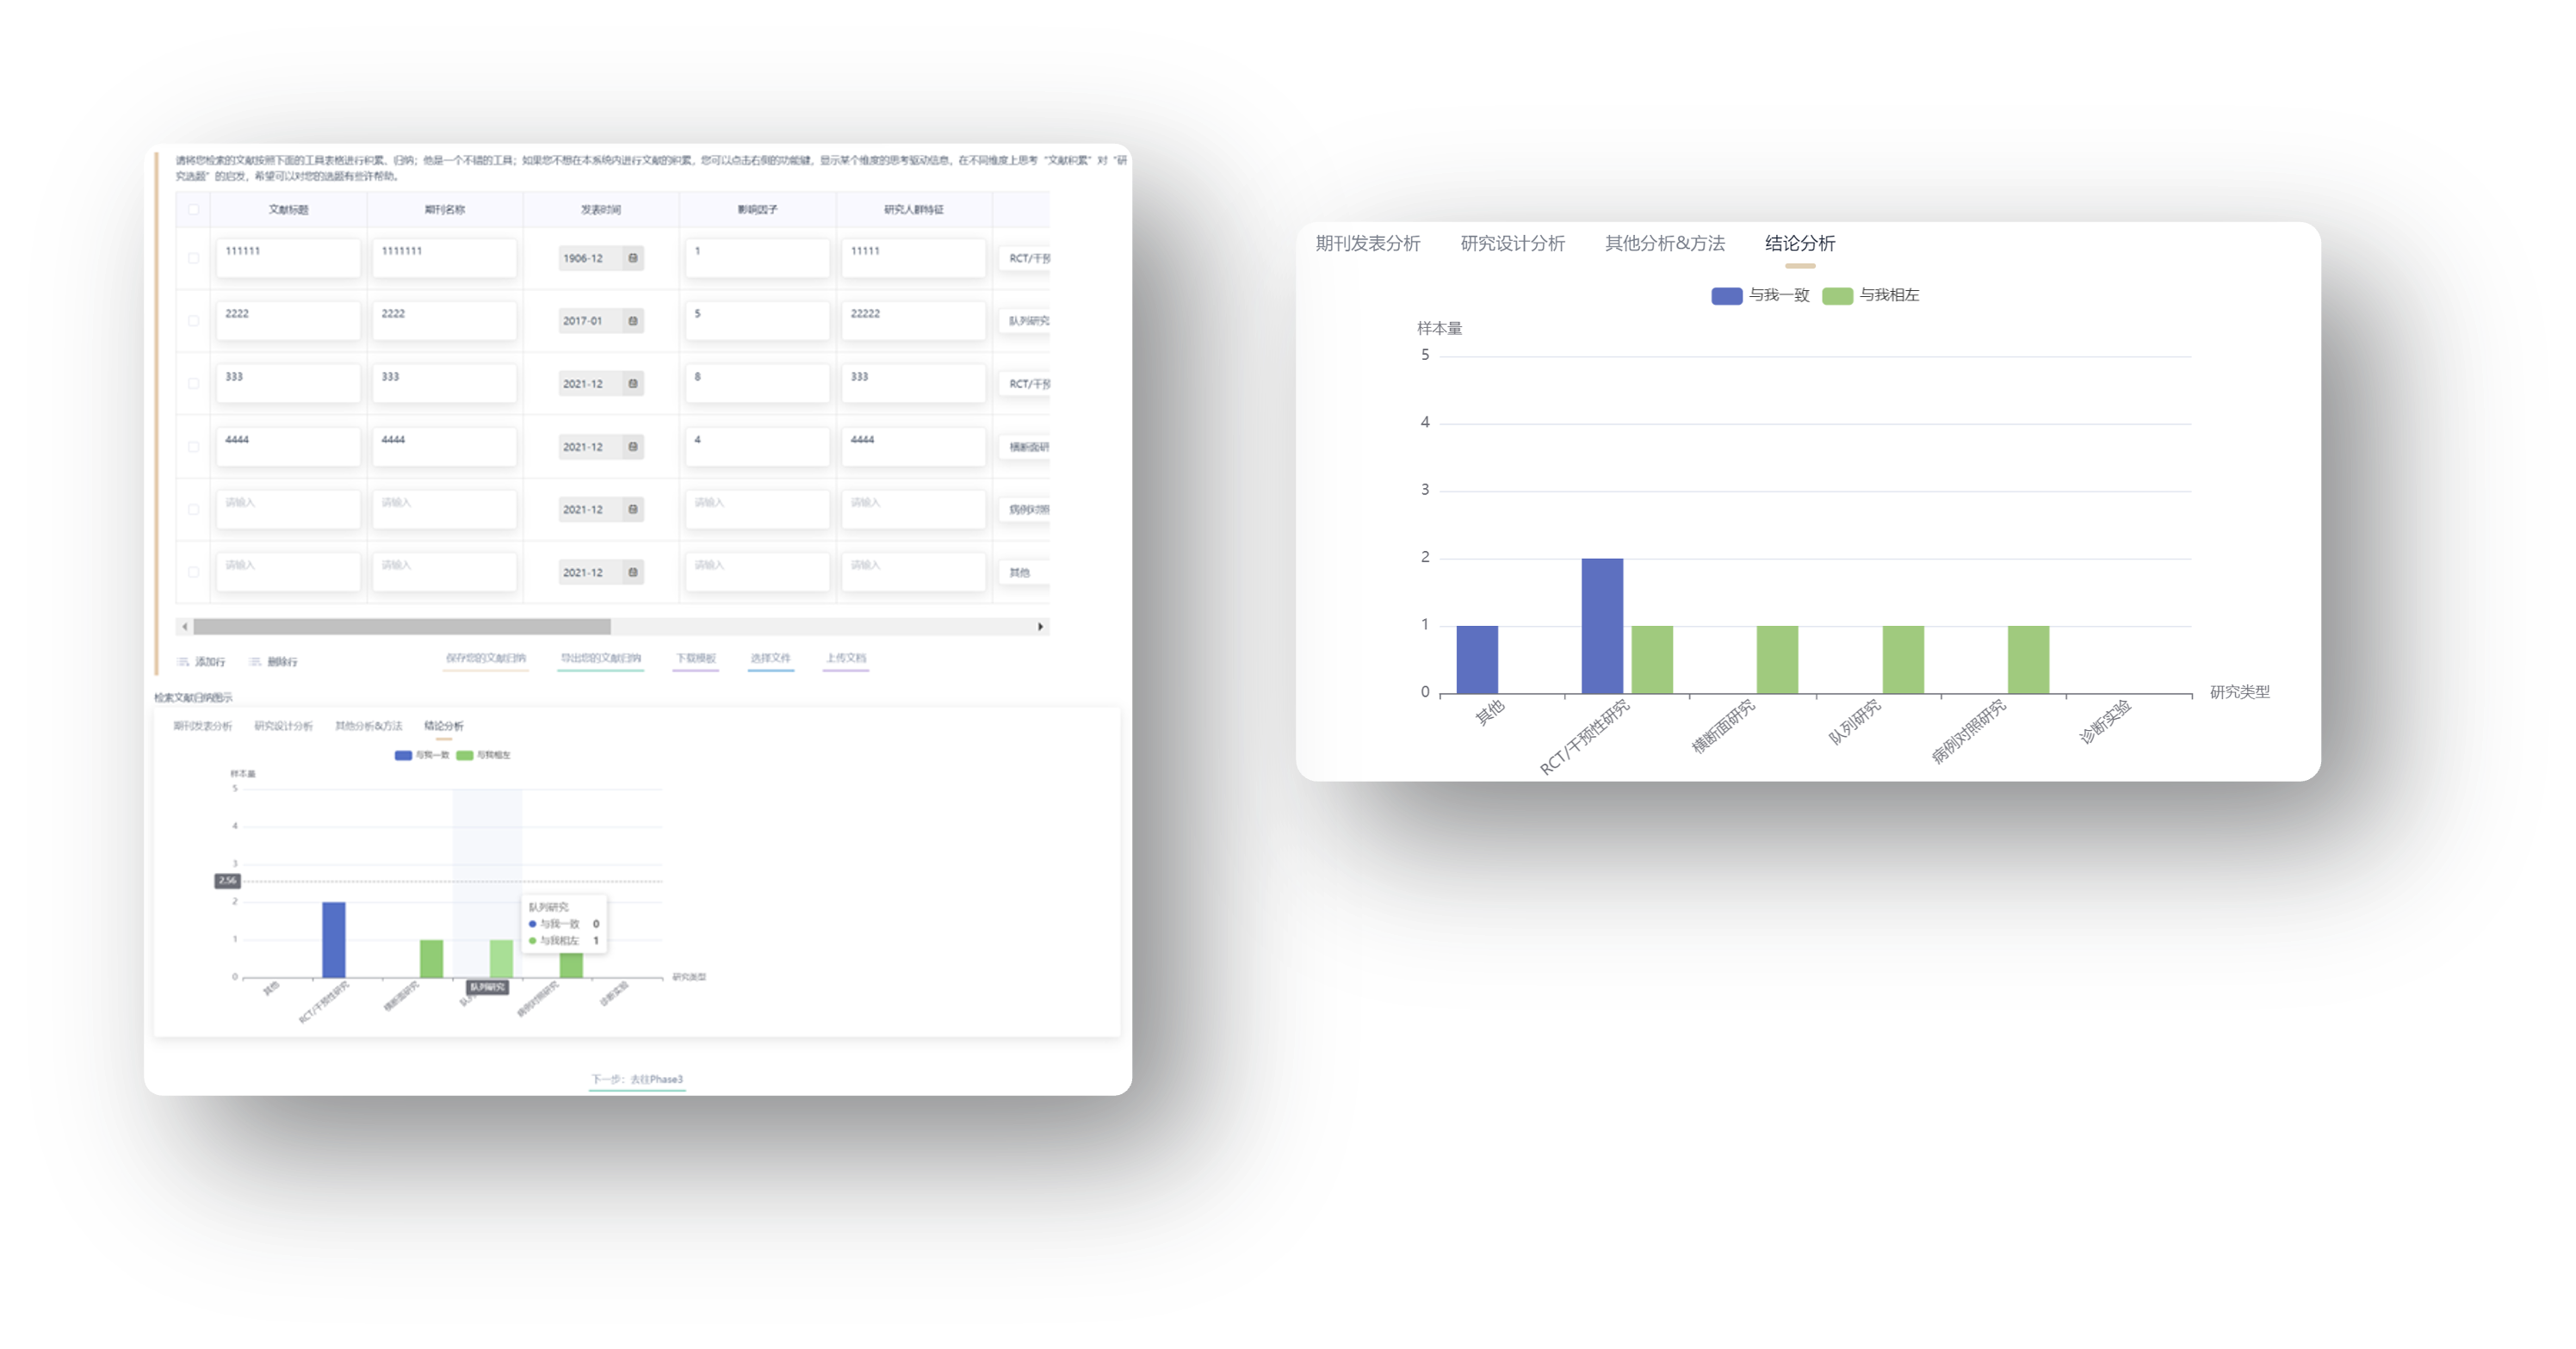 请将您检索的文献按照下面的工具表格进行积累、归纳；他是一个不错的工具；如果您不想在本系统内进行文献的积累，您可以点击右侧的功能键，显示某个维度的思考驱动信息，在不同维度上思考“文献积累”对“研
究选题”的启发，希望可以对您的选题有些许帮助。
文献标题 期刊名称 发表时间 影响因子 研究人群特征
111111 1111111 1906-12 1 11111 RCT/干预
2222 2222 2017-01 5 22222 队列研究
333 333 2021-12 8 333 RCT/干预
4444 4444 2021-12 4 4444 横断面研
请输入 请输入 2021-12 请输入 请输入 病例对照
请输入 请输入 2021-12 请输入 请输入 其他
添加行 删除行 保存您的文献归纳 导出您的文献归纳 下载模板 选择文件 上传文档
检索文献归纳图示
期刊发表分析 研究设计分析 其他分析&方法 结论分析
与我一致 与我相左
样本量
5
4
3
2.56
2
队列研究
与我一致 0
与我相左 1
1
0
研究类型
其他 RCT/干预性研究 横断面研究 队列研究 病例对照研究 诊断实验
下一步：去往Phase3
期刊发表分析 研究设计分析 其他分析&方法 结论分析
与我一致 与我相左
样本量
5
4
3
2
1
0
研究类型
其他 RCT/干预性研究 横断面研究 队列研究 病例对照研究 诊断实验